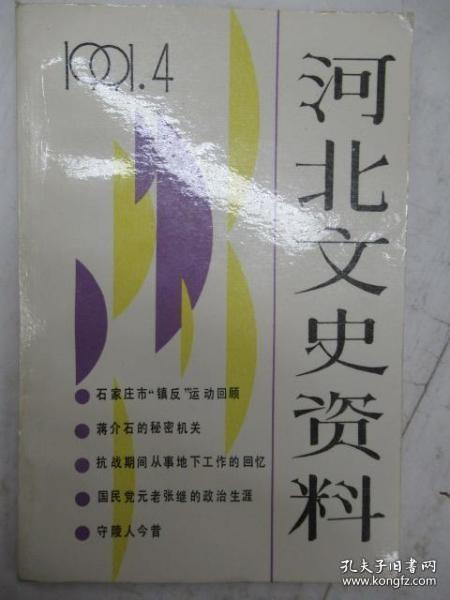 1991.4
河北文史资料
石家庄市“镇反”运动回顾
蒋介石的秘密机关
抗战期间从事地下工作的回忆
国民党元老张继的政治生涯
守陵人今昔
孔夫子旧书网
www.kongfz.com